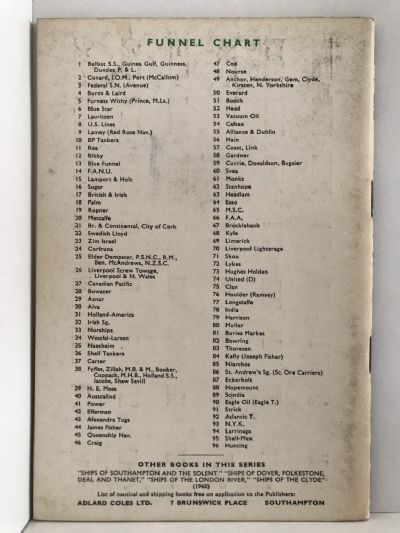 FUNNEL CHART
1 Belfast S.S., Guinea Gulf, Guinness,
Dundee P. & L.
2 Cunard, I.O.M., Port (McCallum)
3 Federal S.N. (Avenue)
4 Burns & Laird
5 Furness Withy (Prince, M.Ls.)
6 Blue Star
7 Lauritzen
8 U.S. Lines
9 Lamey (Red Rose Nav.)
10 BP Tankers
11 Rea
12 Bibby
13 Blue Funnel
14 F.A.N.U.
15 Lamport & Holt
16 Sugar
17 British & Irish
18 Palm
19 Ropner
20 Metcalfe
21 Br. & Continental, City of Cork
22 Swedish Lloyd
23 Zim Israel
24 Corfruna
25 Elder Dempster, P.S.N.C., R.M.,
Ben, McAndrews, N.Z.S.C.
26 Liverpool Screw Towage,
Liverpool & N. Wales
27 Canadian Pacific
28 Bowater
29 Aznar
30 Alva
31 Holland-America
32 Irish Sg.
33 Norships
34 Westfal-Larsen
35 Naesheim
36 Shell Tankers
37 Carter
38 Fyffes, Zillah, M.B. & M., Booker,
Coppack, M.H.B., Holland S.S.,
Jacobs, Shaw Savill
39 H. E. Moss
40 Australind
41 Power
42 Ellerman
43 Alexandra Tugs
44 James Fisher
45 Queenship Nav.
46 Craig
47 Coe
48 Nourse
49 Anchor, Henderson, Gem, Clyde,
Kirsten, N. Yorkshire
50 Everard
51 Booth
52 Head
53 Vacuum Oil
54 Caltex
55 Alliance & Dublin
56 Hain
57 Coast, Link
58 Gardner
59 Currie, Donaldson, Bugsier
60 Svea
61 Monks
62 Stanhope
63 Headlam
64 Esso
65 M.S.C.
66 F.A.A.
67 Brocklebank
68 Kyle
69 Limerick
70 Liverpool Lighterage
71 Skou
72 Lykes
73 Hughes Holden
74 United (D)
75 Clan
76 Houlder (Ramsey)
77 Longstaffe
78 India
79 Harrison
80 Muller
81 Buries Markes
82 Bowring
83 Thoresen
84 Kelly (Joseph Fisher)
85 Niarchos
86 St. Andrew's Sg. (Sc. Ore Carriers)
87 Eckerholt
88 Hopemount
89 Scindia
90 Eagle Oil (Eagle T.)
91 Strick
92 Atlantic T.
93 N.Y.K.
94 Larrinaga
95 Shell-Mex
96 Hunting
OTHER BOOKS IN THIS SERIES
"SHIPS OF SOUTHAMPTON AND THE SOLENT," "SHIPS OF DOVER, FOLKESTONE,
DEAL AND THANET," "SHIPS OF THE LONDON RIVER," "SHIPS OF THE CLYDE"
(1960)
List of nautical and shipping books free on application to the Publishers:
ADLARD COLES LTD. 7 BRUNSWICK PLACE SOUTHAMPTON